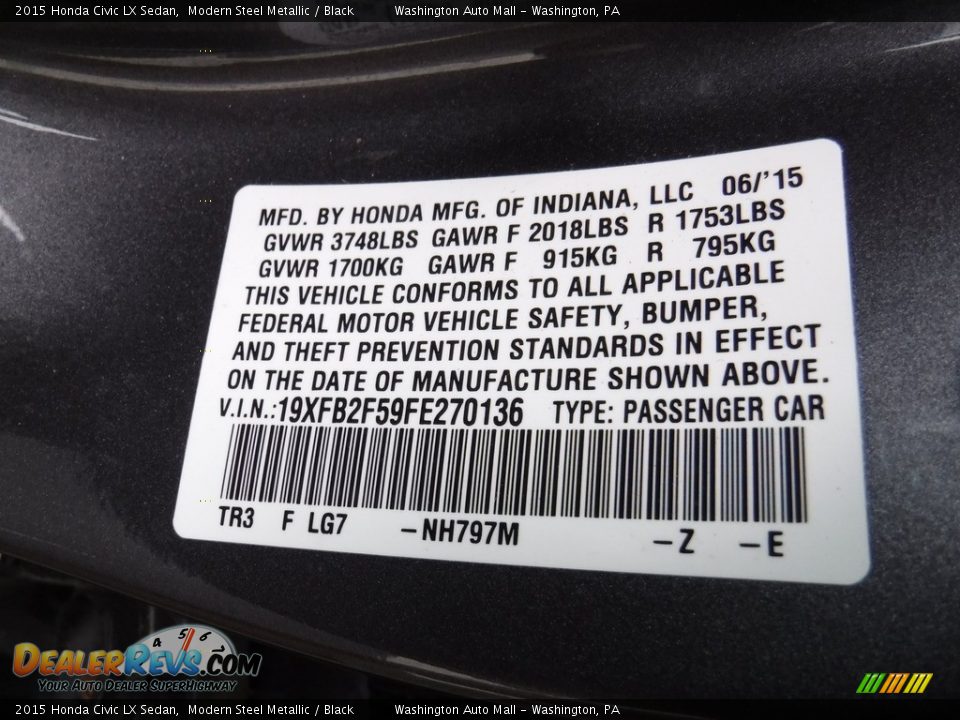 2015 Honda Civic LX Sedan, Modern Steel Metallic / Black Washington Auto Mall - Washington, PA
MFD. BY HONDA MFG. OF INDIANA, LLC 06/'15
GVWR 3748LBS GAWR F 2018LBS R 1753LBS
GVWR 1700KG GAWR F 915KG R 795KG
THIS VEHICLE CONFORMS TO ALL APPLICABLE
FEDERAL MOTOR VEHICLE SAFETY, BUMPER,
AND THEFT PREVENTION STANDARDS IN EFFECT
ON THE DATE OF MANUFACTURE SHOWN ABOVE.
V.I.N.:19XFB2F59FE270136 TYPE: PASSENGER CAR
TR3 F LG7 -NH797M -Z -E
4 5 6
DEALERREVS.COM
YOUR AUTO DEALER SUPERHIGHWAY
2015 Honda Civic LX Sedan, Modern Steel Metallic / Black Washington Auto Mall - Washington, PA